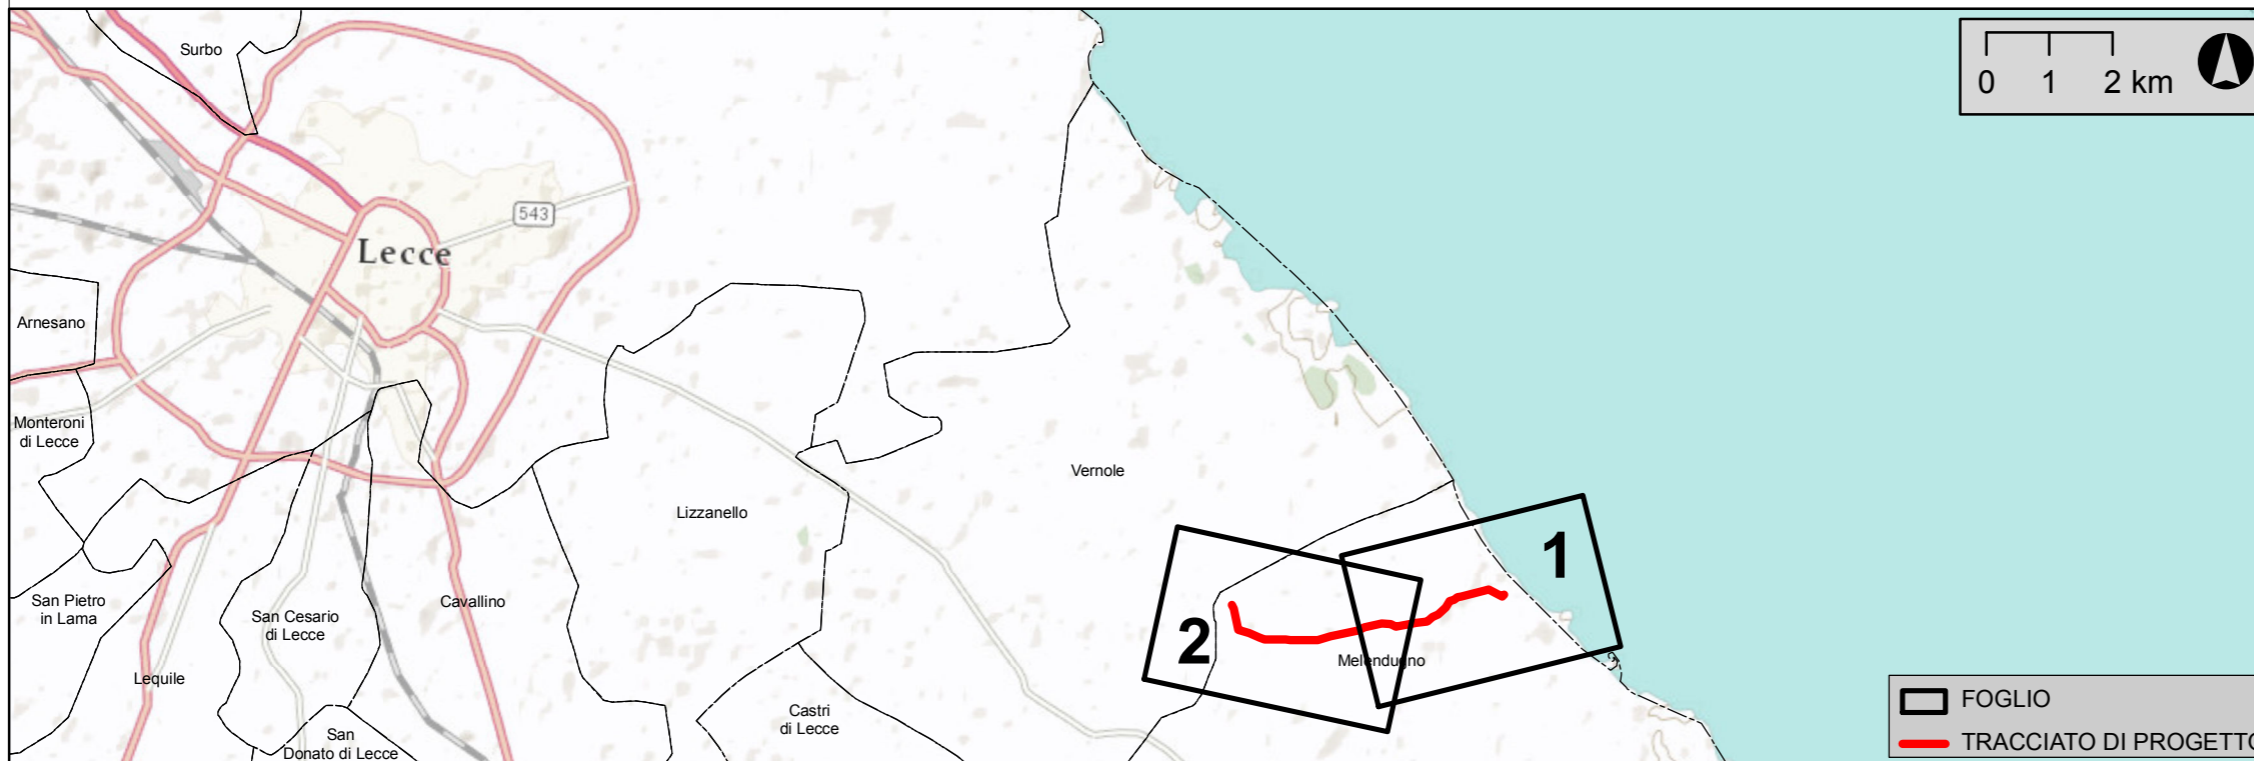 Surbo
0 1 2 km
543
Lecce
Arnesano
Monteroni
di Lecce
Vernole
Lizzanello
1
San Pietro
in Lama
San Cesario
di Lecce
Cavallino
2
Melendugno
Lequile
FOGLIO
Castri
di Lecce
San
Donato di Lecce
TRACCIATO DI PROGETTO